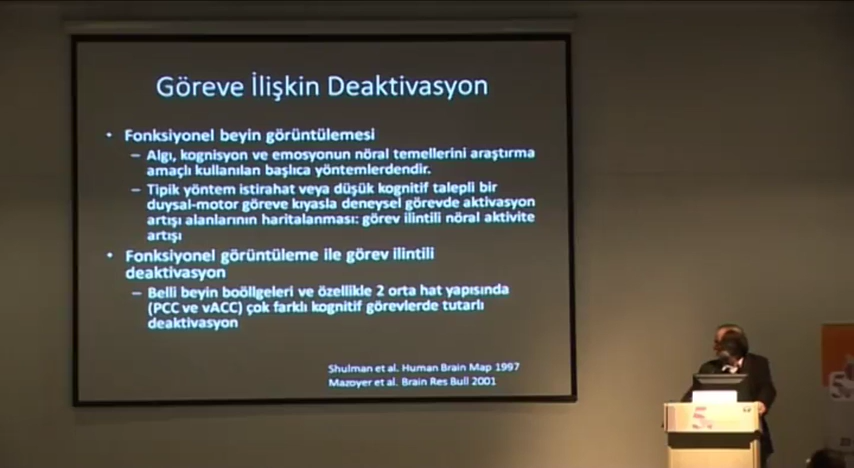 Göreve İlişkin Deaktivasyon
• Fonksiyonel beyin görüntülemesi
– Algı, kognisyon ve emosyonun nöral temellerini araştırma
amaçlı kullanılan başlıca yöntemlerdendir.
– Tipik yöntem istirahat veya düşük kognitif talepli bir
duysal-motor göreve kıyasla deneysel görevde aktivasyon
artışı alanlarının haritalanması: görev ilintili nöral aktivite
artışı
• Fonksiyonel görüntüleme ile görev ilintili
deaktivasyon
– Belli beyin boöllgeleri ve özellikle 2 orta hat yapısında
(PCC ve vACC) çok farklı kognitif görevlerde tutarlı
deaktivasyon
Shulman et al. Human Brain Map 1997
Mazoyer et al. Brain Res Bull 2001
5.
5.